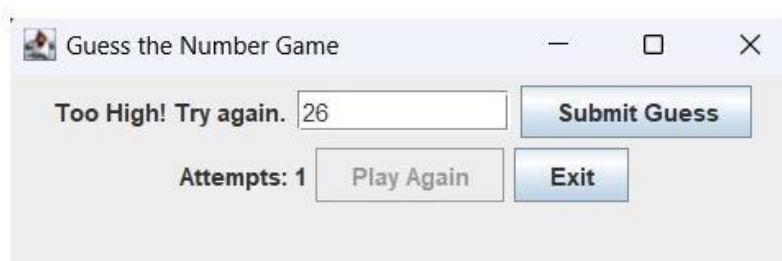 Guess the Number Game
Too High! Try again. 26 Submit Guess
Attempts: 1 Play Again Exit